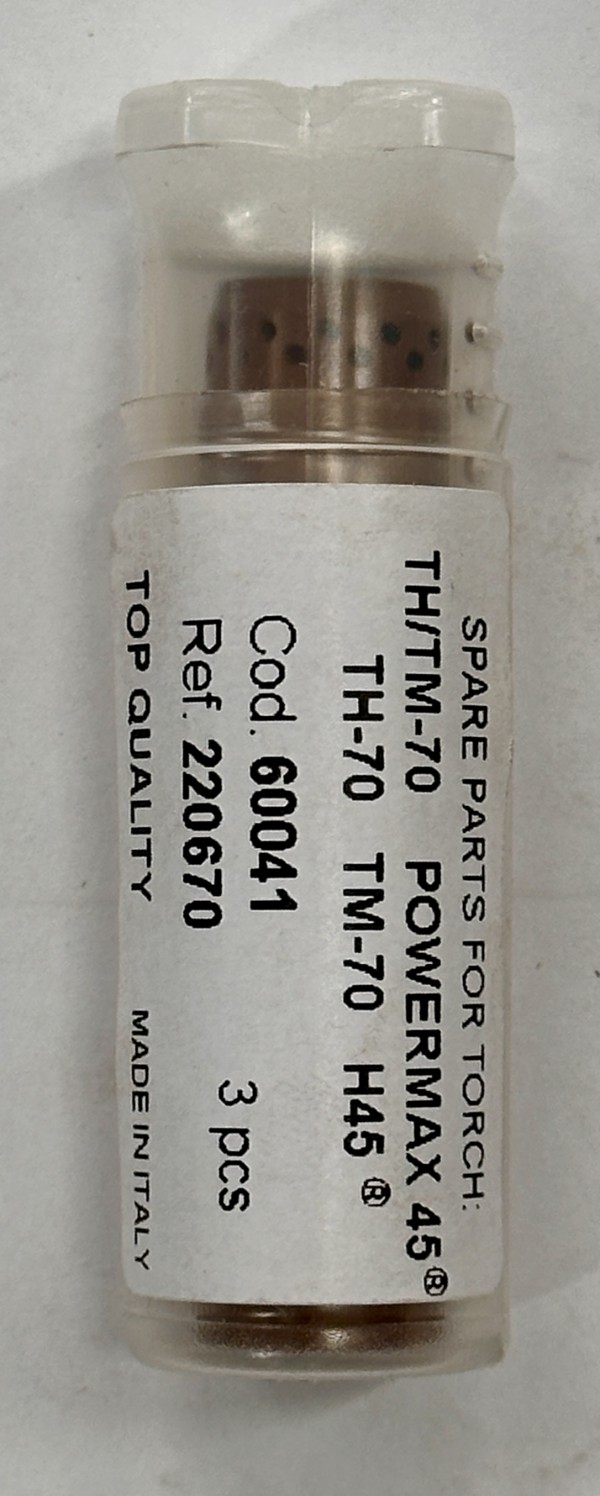 SPARE PARTS FOR TORCH:
TH/TM-70 POWERMAX 45®
TH-70 TM-70 H45 ®
Cod. 60041
Ref. 220670
3 pcs
TOP QUALITY MADE IN ITALY